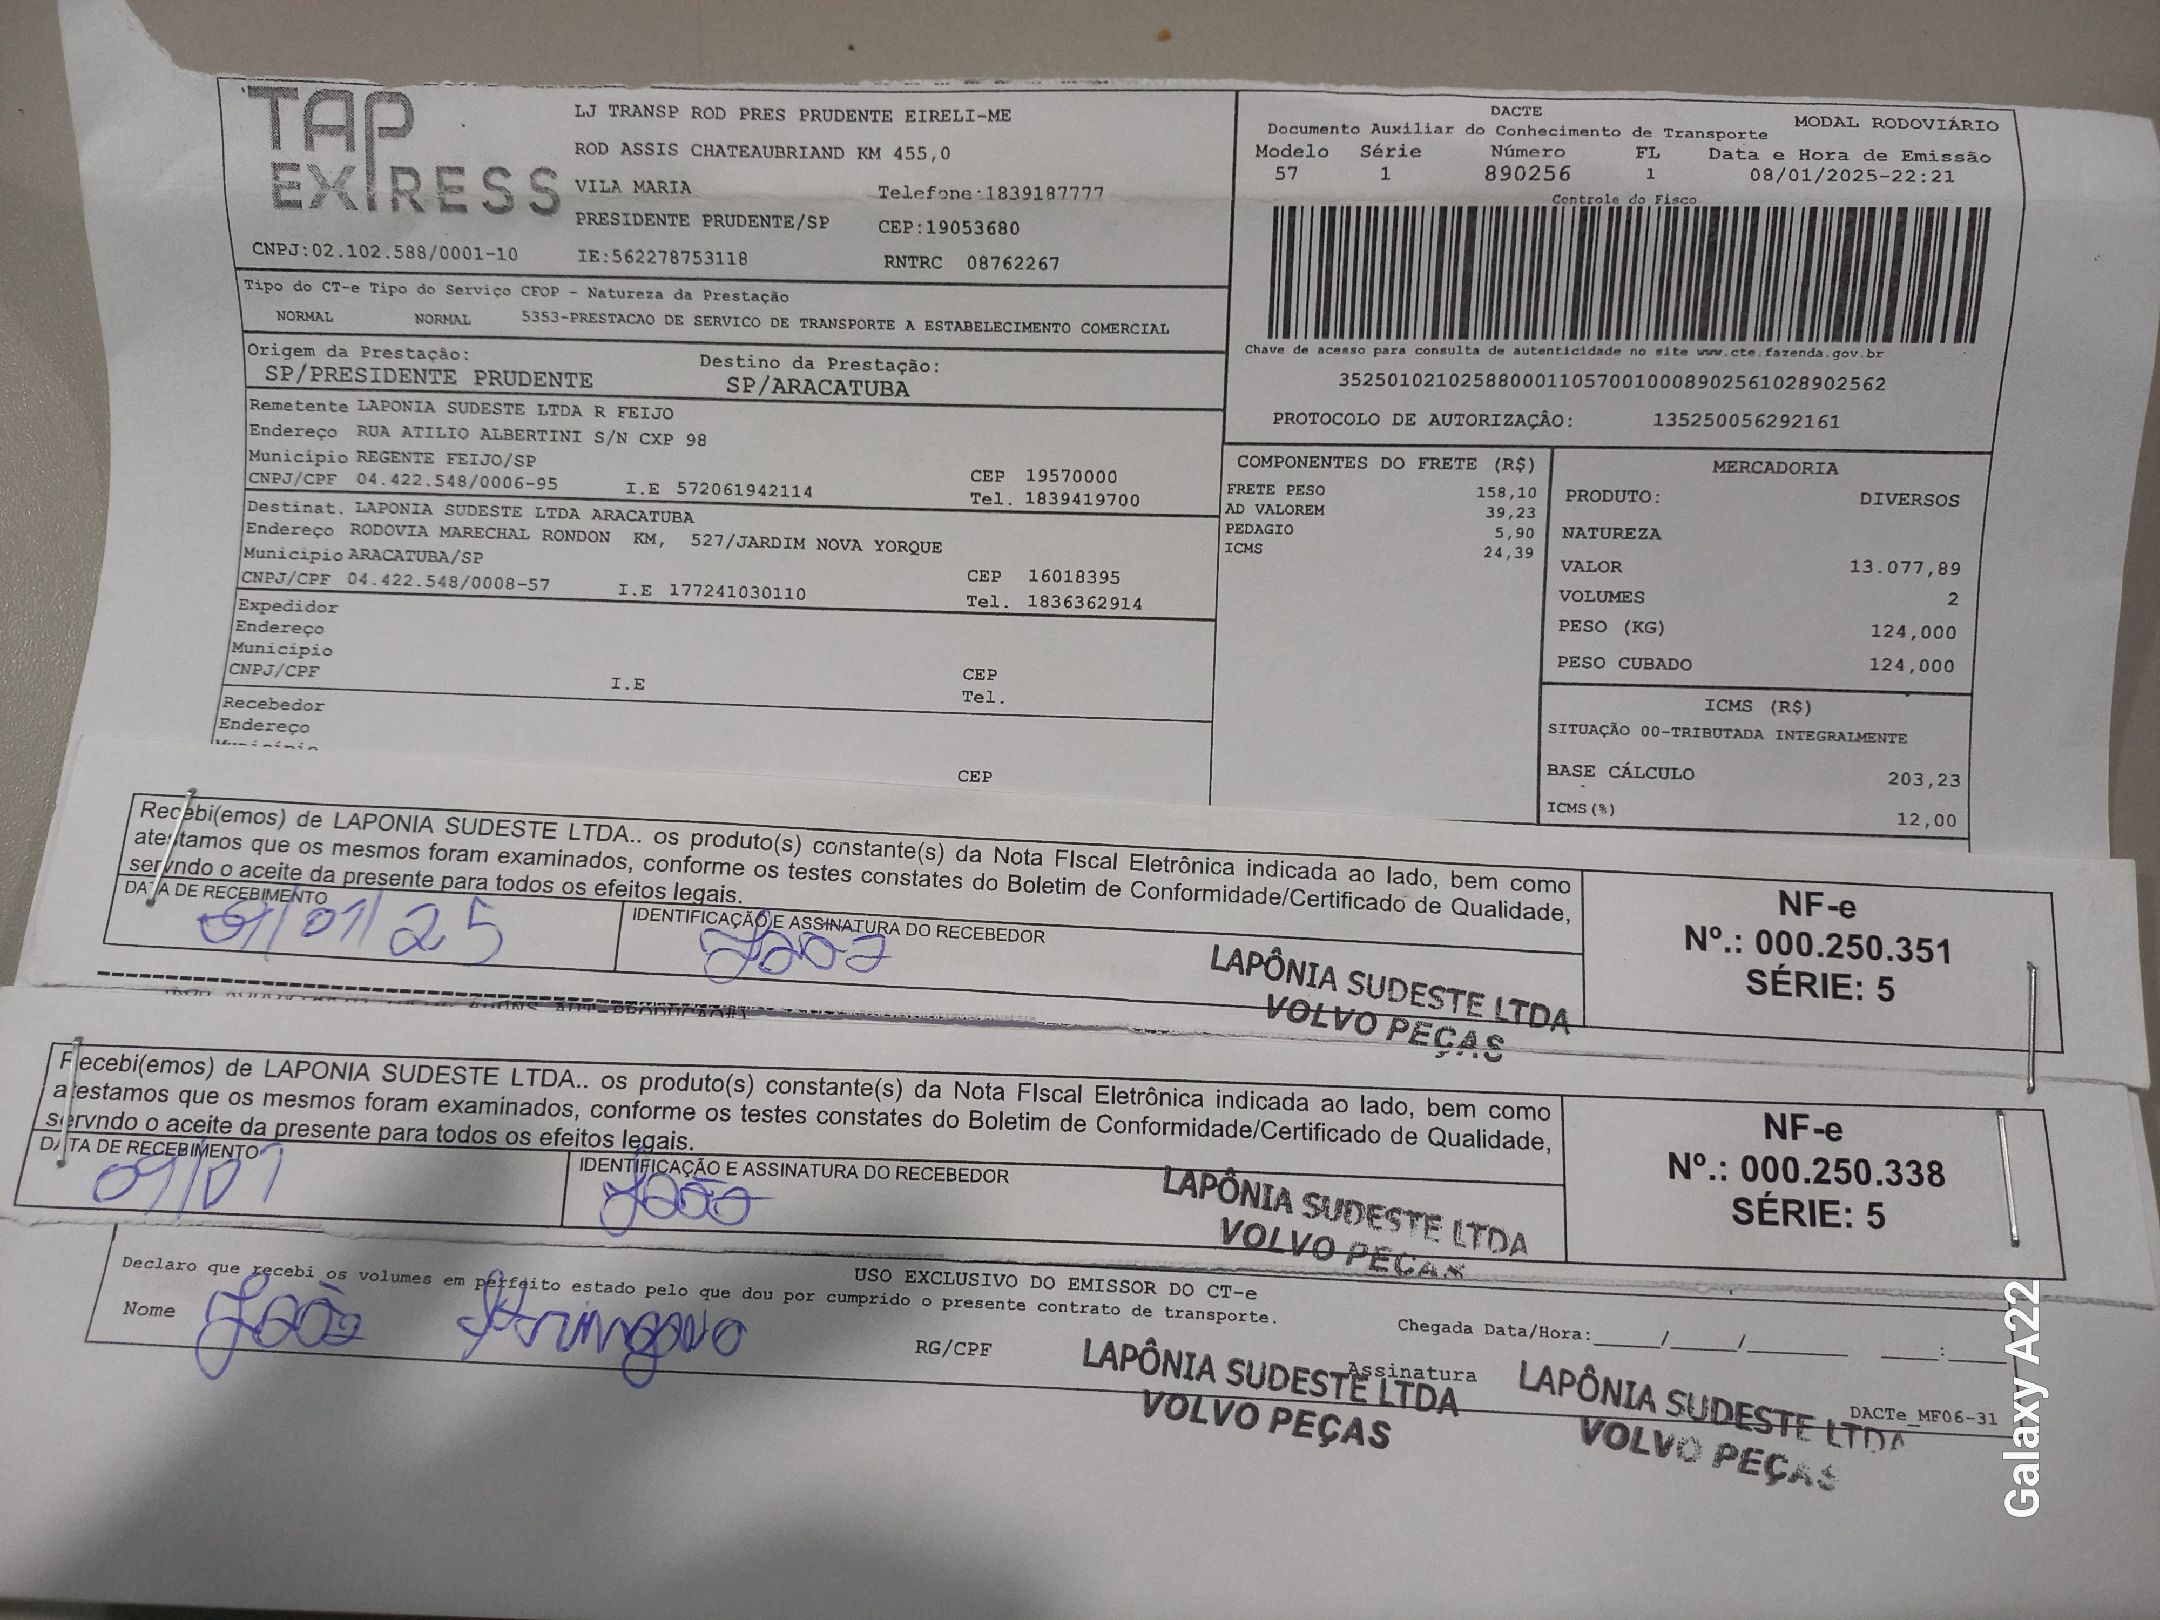 TAP EXPRESS
LJ TRANSP ROD PRES PRUDENTE EIRELI-ME
ROD ASSIS CHATEAUBRIAND KM 455,0
VILA MARIA Telefone:1839187777
PRESIDENTE PRUDENTE/SP CEP:19053680
CNPJ:02.102.588/0001-10 IE:562278753118 RNTRC 08762267
DACTE MODAL RODOVIÁRIO
Documento Auxiliar do Conhecimento de Transporte
Modelo Série Número FL Data e Hora de Emissão
57 1 890256 1 08/01/2025-22:21
Controle do Fisco
Chave de acesso para consulta de autenticidade no site www.cte.fazenda.gov.br
35250102102588000110570010008902561028902562
PROTOCOLO DE AUTORIZAÇÃO: 135250056292161
Tipo do CT-e Tipo do Serviço CFOP - Natureza da Prestação
NORMAL NORMAL 5353-PRESTACAO DE SERVICO DE TRANSPORTE A ESTABELECIMENTO COMERCIAL
Origem da Prestação: Destino da Prestação:
SP/PRESIDENTE PRUDENTE SP/ARACATUBA
Remetente LAPONIA SUDESTE LTDA R FEIJO
Endereço RUA ATILIO ALBERTINI S/N CXP 98
Município REGENTE FEIJO/SP CEP 19570000
CNPJ/CPF 04.422.548/0006-95 I.E 572061942114 Tel. 1839419700
Destinat. LAPONIA SUDESTE LTDA ARACATUBA
Endereço RODOVIA MARECHAL RONDON KM, 527/JARDIM NOVA YORQUE
Município ARACATUBA/SP CEP 16018395
CNPJ/CPF 04.422.548/0008-57 I.E 177241030110 Tel. 1836362914
Expedidor
Endereço
Município CEP
CNPJ/CPF I.E Tel.
Recebedor
Endereço
Município CEP
COMPONENTES DO FRETE (R$)
FRETE PESO 158,10
AD VALOREM 39,23
PEDAGIO 5,90
ICMS 24,39
MERCADORIA
PRODUTO: DIVERSOS
NATUREZA
VALOR 13.077,89
VOLUMES 2
PESO (KG) 124,000
PESO CUBADO 124,000
ICMS (R$)
SITUAÇÃO 00-TRIBUTADA INTEGRALMENTE
BASE CÁLCULO 203,23
ICMS(%) 12,00
Recebi(emos) de LAPONIA SUDESTE LTDA.. os produto(s) constante(s) da Nota FIscal Eletrônica indicada ao lado, bem como
atestamos que os mesmos foram examinados, conforme os testes constates do Boletim de Conformidade/Certificado de Qualidade,
servndo o aceite da presente para todos os efeitos legais.
DATA DE RECEBIMENTO IDENTIFICAÇÃO E ASSINATURA DO RECEBEDOR
09/01/25 João
LAPÔNIA SUDESTE LTDA
VOLVO PEÇAS
NF-e
Nº.: 000.250.351
SÉRIE: 5
Recebi(emos) de LAPONIA SUDESTE LTDA.. os produto(s) constante(s) da Nota FIscal Eletrônica indicada ao lado, bem como
atestamos que os mesmos foram examinados, conforme os testes constates do Boletim de Conformidade/Certificado de Qualidade,
servndo o aceite da presente para todos os efeitos legais.
DATA DE RECEBIMENTO IDENTIFICAÇÃO E ASSINATURA DO RECEBEDOR
09/01 João
LAPÔNIA SUDESTE LTDA
VOLVO PEÇAS
NF-e
Nº.: 000.250.338
SÉRIE: 5
USO EXCLUSIVO DO EMISSOR DO CT-e
Declaro que recebi os volumes em perfeito estado pelo que dou por cumprido o presente contrato de transporte.
Nome João RG/CPF Assinatura Chegada Data/Hora:____/____/____ ____:____
LAPÔNIA SUDESTE LTDA
VOLVO PEÇAS
LAPÔNIA SUDESTE LTDA
VOLVO PEÇAS
DACTe_MF06-31
Galaxy A22